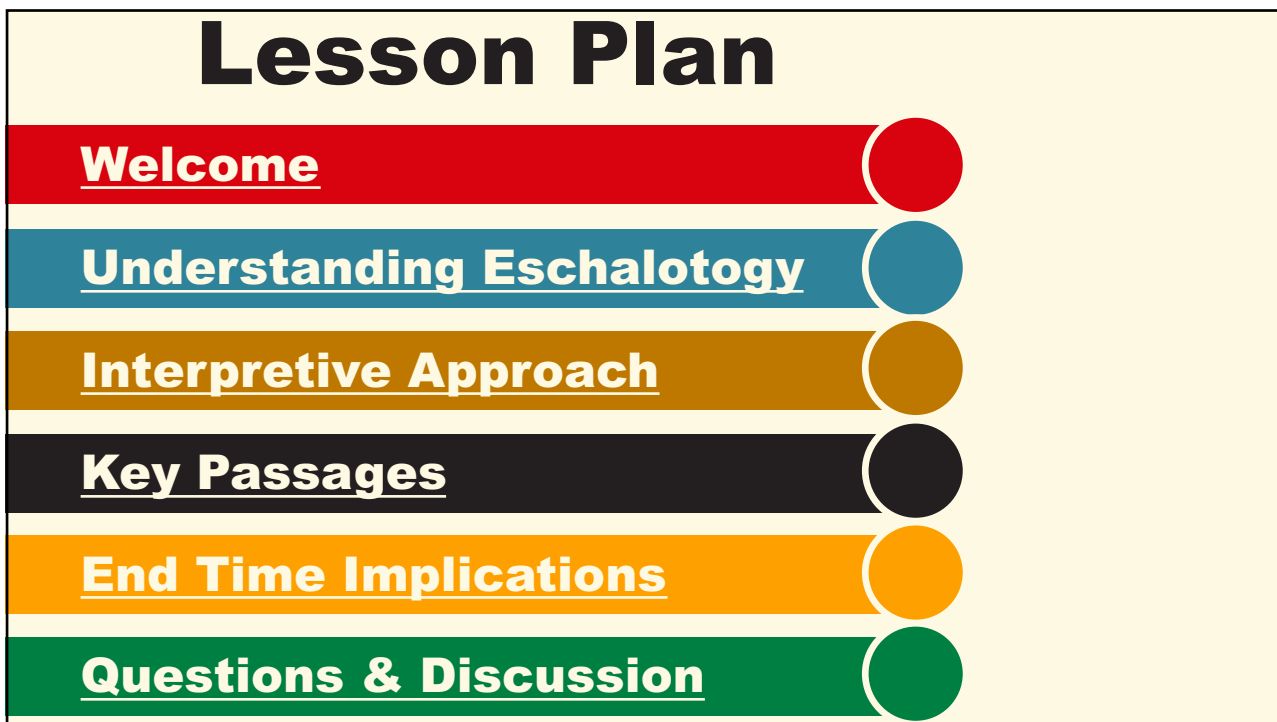 Lesson Plan
Welcome
Understanding Eschalotogy
Interpretive Approach
Key Passages
End Time Implications
Questions & Discussion